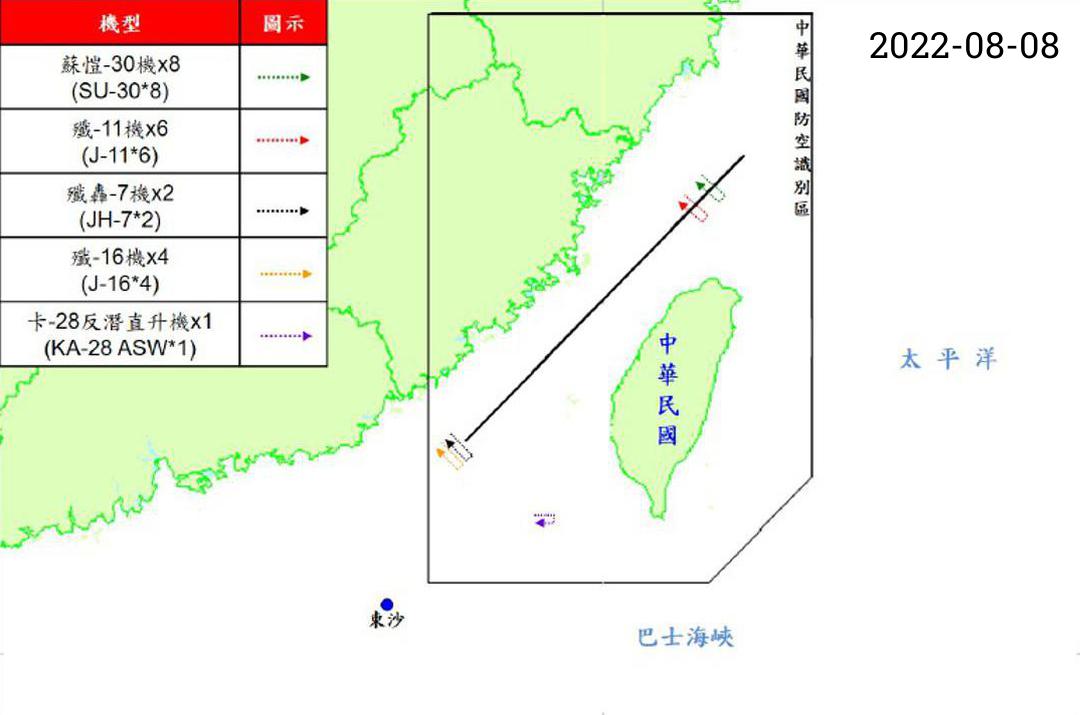 機型 圖示
蘇愷-30機x8
(SU-30*8)
殲-11機x6
(J-11*6)
殲轟-7機x2
(JH-7*2)
殲-16機x4
(J-16*4)
卡-28反潛直升機x1
(KA-28 ASW*1)
2022-08-08
中華民國防空識別區
中華民國
太平洋
東沙
巴士海峽